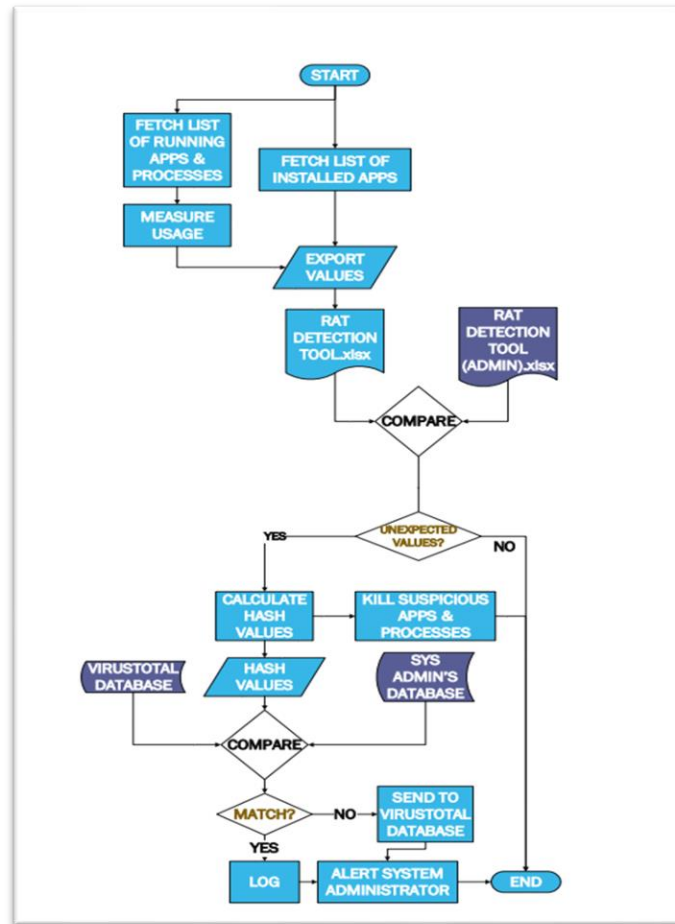 START
FETCH LIST
OF RUNNING
APPS &
PROCESSES
FETCH LIST OF
INSTALLED APPS
MEASURE
USAGE
EXPORT
VALUES
RAT
DETECTION
TOOL.xlsx
RAT
DETECTION
TOOL
(ADMIN).xlsx
COMPARE
UNEXPECTED
VALUES?
YES
NO
CALCULATE
HASH
VALUES
KILL SUSPICIOUS
APPS &
PROCESSES
VIRUSTOTAL
DATABASE
HASH
VALUES
SYS
ADMIN'S
DATABASE
COMPARE
MATCH?
NO
SEND TO
VIRUSTOTAL
DATABASE
YES
LOG
ALERT SYSTEM
ADMINISTRATOR
END